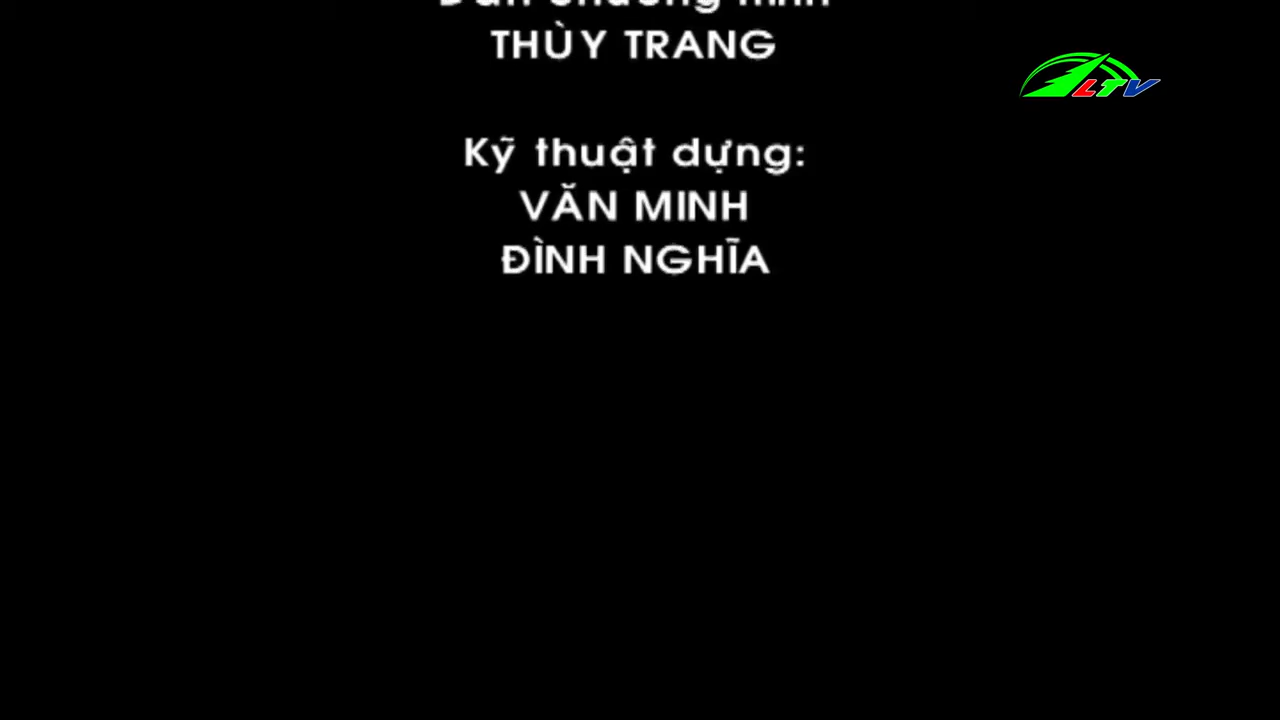 THÙY TRANG
LTV
Kỹ thuật dựng:
VĂN MINH
ĐÌNH NGHĨA